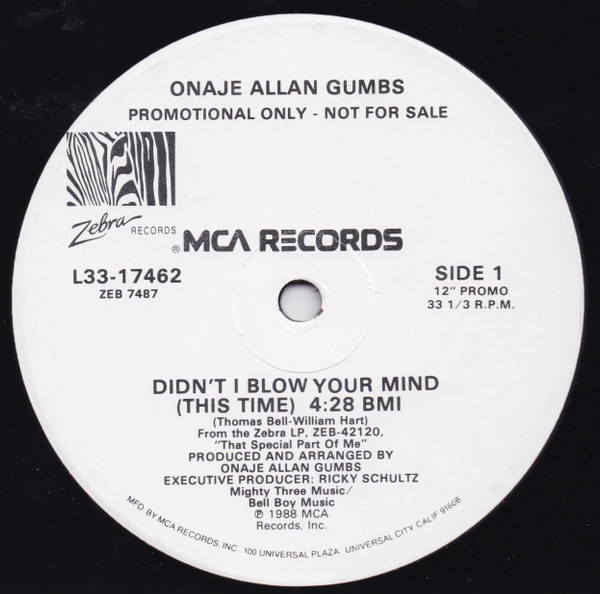 ONAJE ALLAN GUMBS
PROMOTIONAL ONLY - NOT FOR SALE
Zebra RECORDS
® MCA RECORDS
L33-17462
ZEB 7487
SIDE 1
12" PROMO
33 1/3 R.P.M.
DIDN'T I BLOW YOUR MIND
(THIS TIME) 4:28 BMI
(Thomas Bell-William Hart)
From the Zebra LP, ZEB-42120,
"That Special Part Of Me"
PRODUCED AND ARRANGED BY
ONAJE ALLAN GUMBS
EXECUTIVE PRODUCER: RICKY SCHULTZ
Mighty Three Music/
Bell Boy Music
℗ 1988 MCA
Records, Inc.
MFD BY MCA RECORDS, INC 100 UNIVERSAL PLAZA UNIVERSAL CITY CALIF 91608